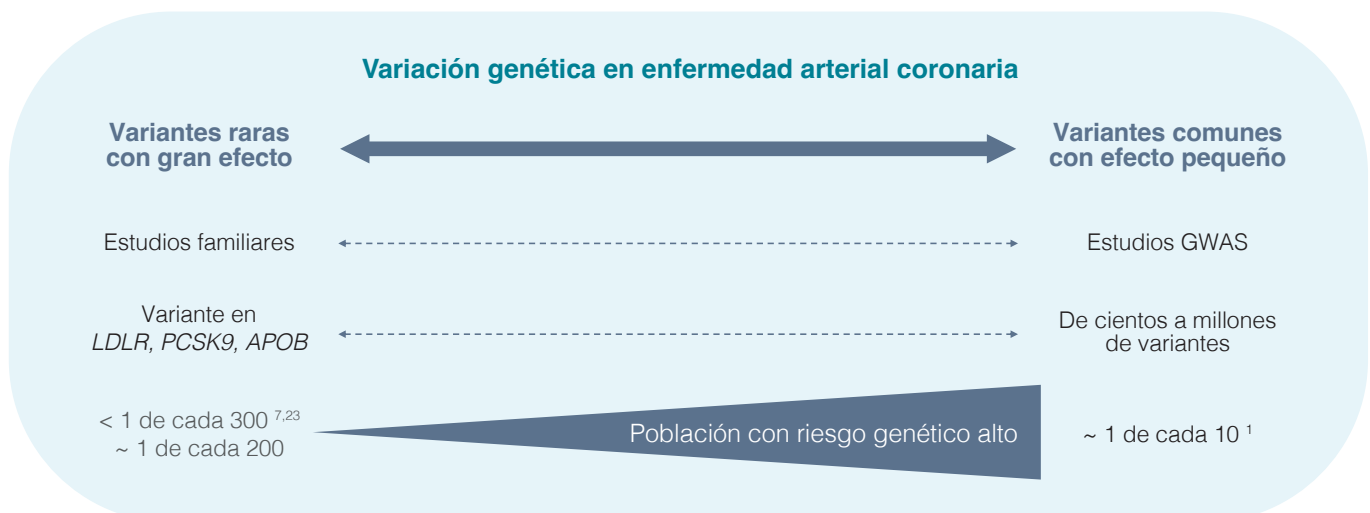 Variación genética en enfermedad arterial coronaria
Variantes raras
con gran efecto
Variantes comunes
con efecto pequeño
Estudios familiares
Estudios GWAS
Variante en
LDLR, PCSK9, APOB
De cientos a millones
de variantes
< 1 de cada 300 7,23
~ 1 de cada 200
Población con riesgo genético alto
~ 1 de cada 10 1